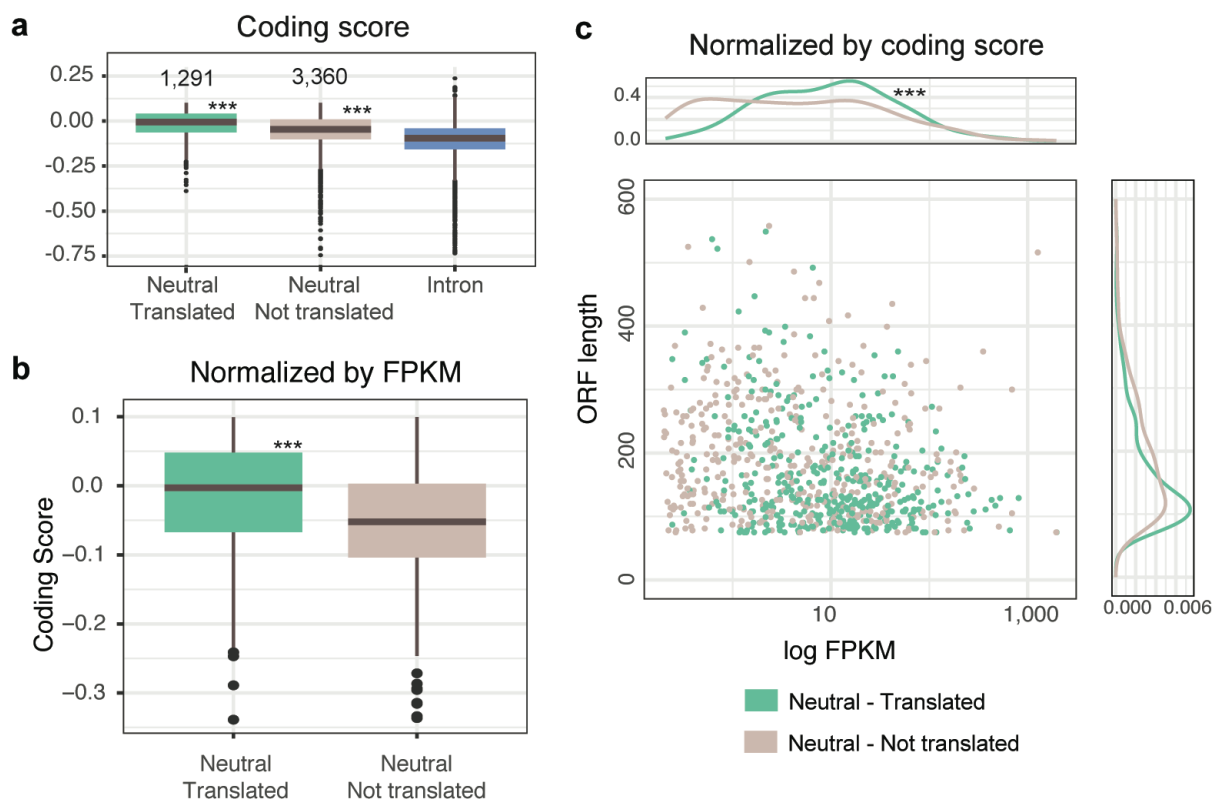 a
Coding score
0.25
0.00
-0.25
-0.50
-0.75
1,291
3,360
***
***
Neutral
Translated
Neutral
Not translated
Intron
b
Normalized by FPKM
Coding Score
0.1
0.0
−0.1
−0.2
−0.3
***
Neutral
Translated
Neutral
Not translated
c
Normalized by coding score
0.4
0.0
***
ORF length
600
400
200
0
10
1,000
log FPKM
0.000 0.006
Neutral - Translated
Neutral - Not translated